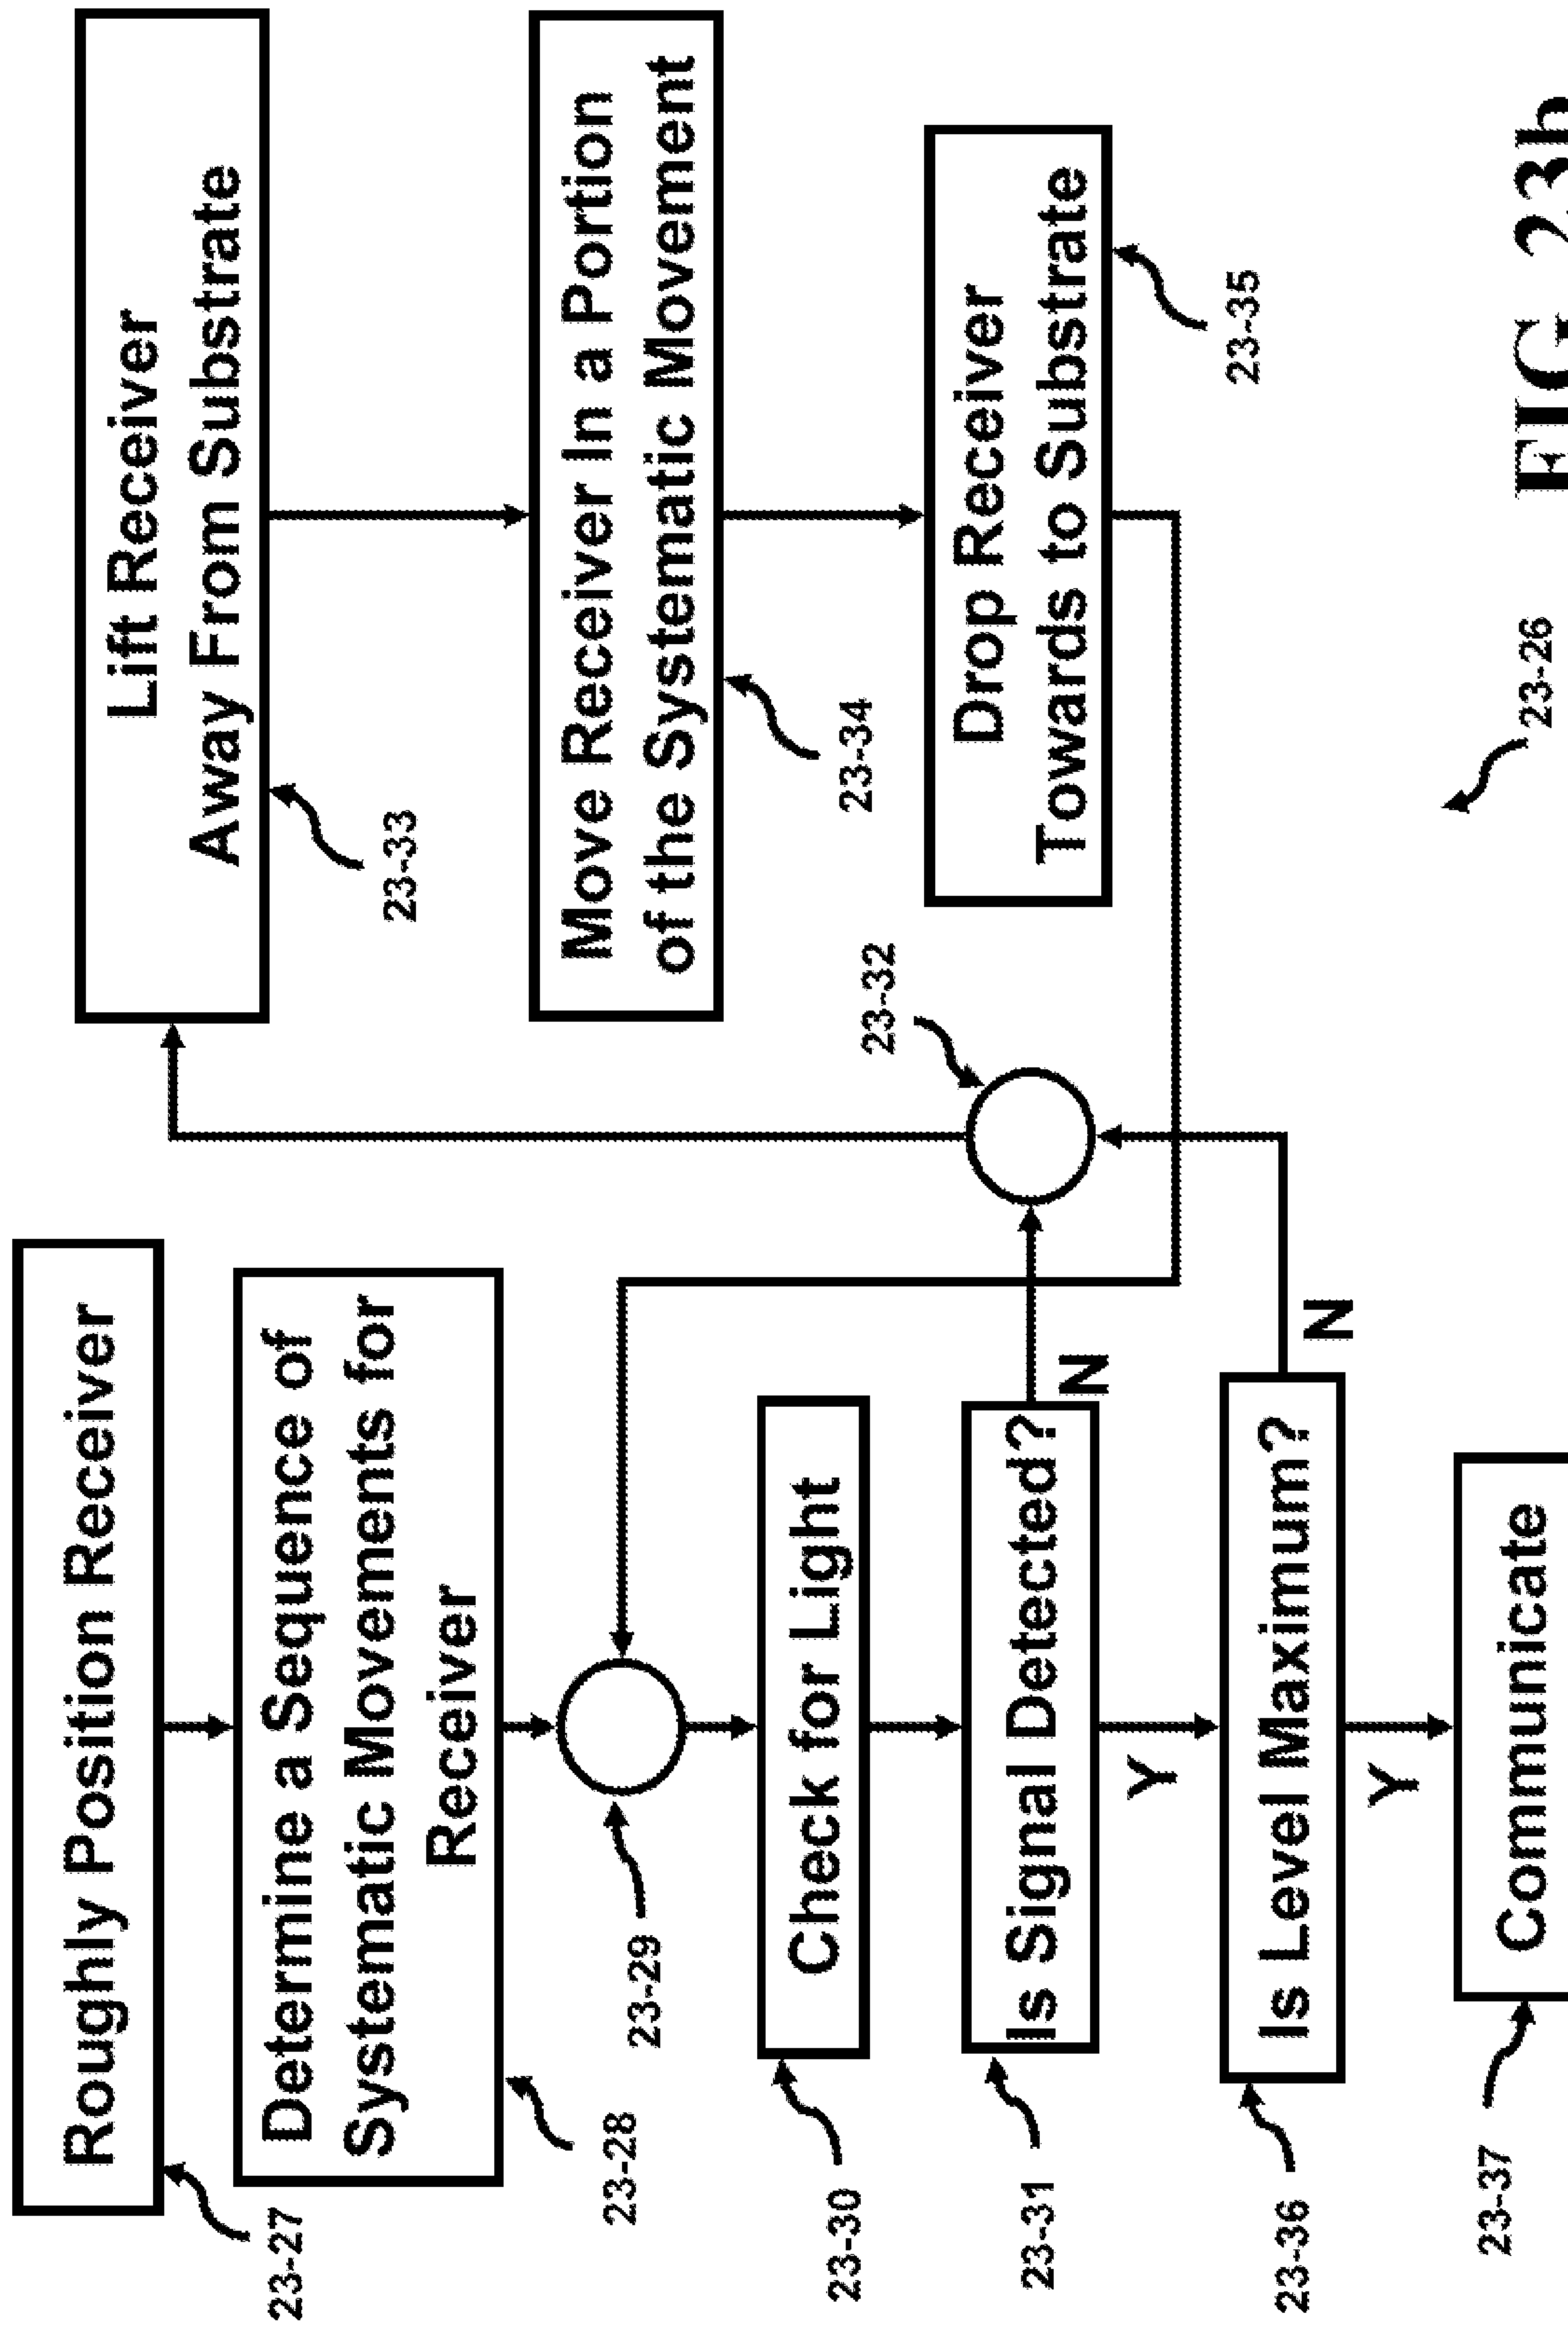 Roughly Position Receiver
23-27
Determine a Sequence of
Systematic Movements for
Receiver
23-28
23-29
Check for Light
23-30
Is Signal Detected?
23-31
N
Y
Is Level Maximum?
23-36
N
Y
Communicate
23-37
23-32
Lift Receiver
Away From Substrate
23-33
Move Receiver In a Portion
of the Systematic Movement
23-34
Drop Receiver
Towards to Substrate
23-35
23-26
FIG. 23b